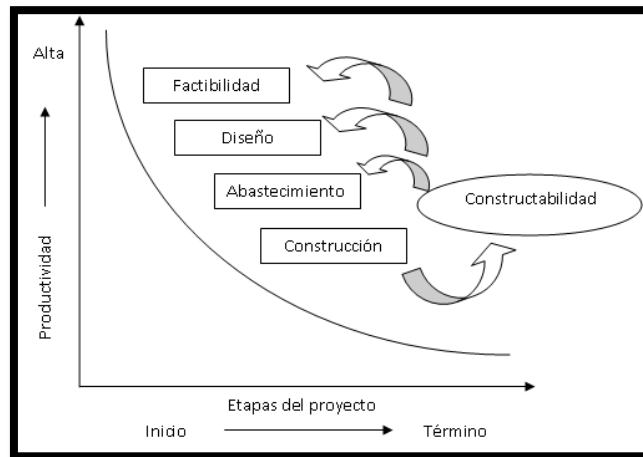 Alta
Factibilidad
Diseño
Abastecimiento
Constructabilidad
Construcción
Productividad
Etapas del proyecto
Inicio
Término